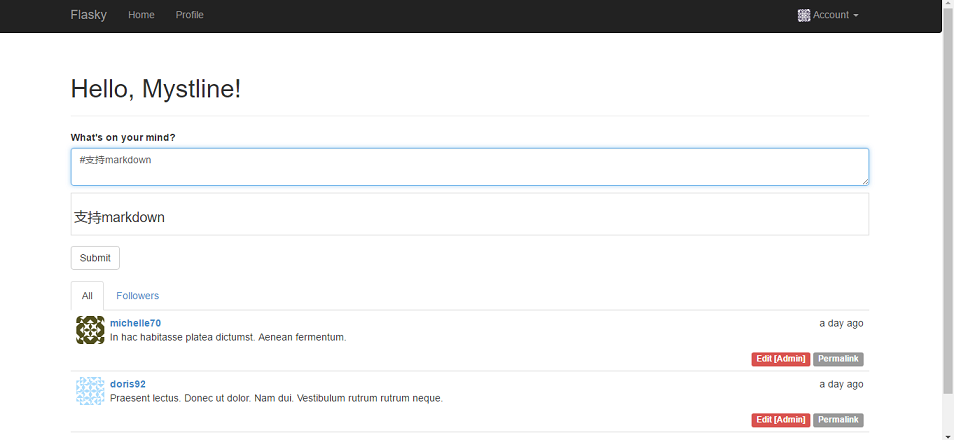 Flasky Home Profile Account
Hello, Mystline!
What's on your mind?
#支持markdown
支持markdown
Submit
All Followers
michelle70 a day ago
In hac habitasse platea dictumst. Aenean fermentum.
Edit [Admin] Permalink
doris92 a day ago
Praesent lectus. Donec ut dolor. Nam dui. Vestibulum rutrum rutrum neque.
Edit [Admin] Permalink